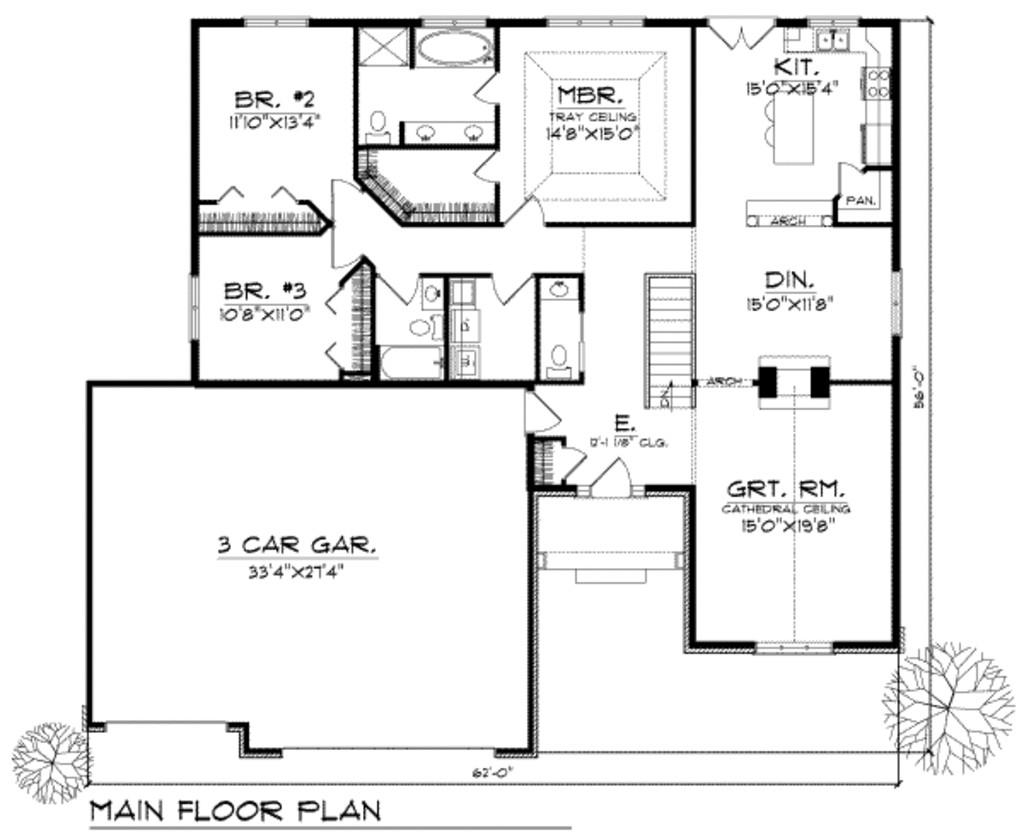 BR. #2
11'10"X13'4"
MBR.
TRAY CEILING
14'8"X15'0"
KIT.
15'0"X15'4"
PAN.
ARCH
BR. #3
10'8"X11'0"
D.
W.
DIN.
15'0"X11'8"
ARCH
DN.
E.
12'-1 1/8" CLG.
56'-0"
GRT. RM.
CATHEDRAL CEILING
15'0"X19'8"
3 CAR GAR.
33'4"X27'4"
62'-0"
MAIN FLOOR PLAN